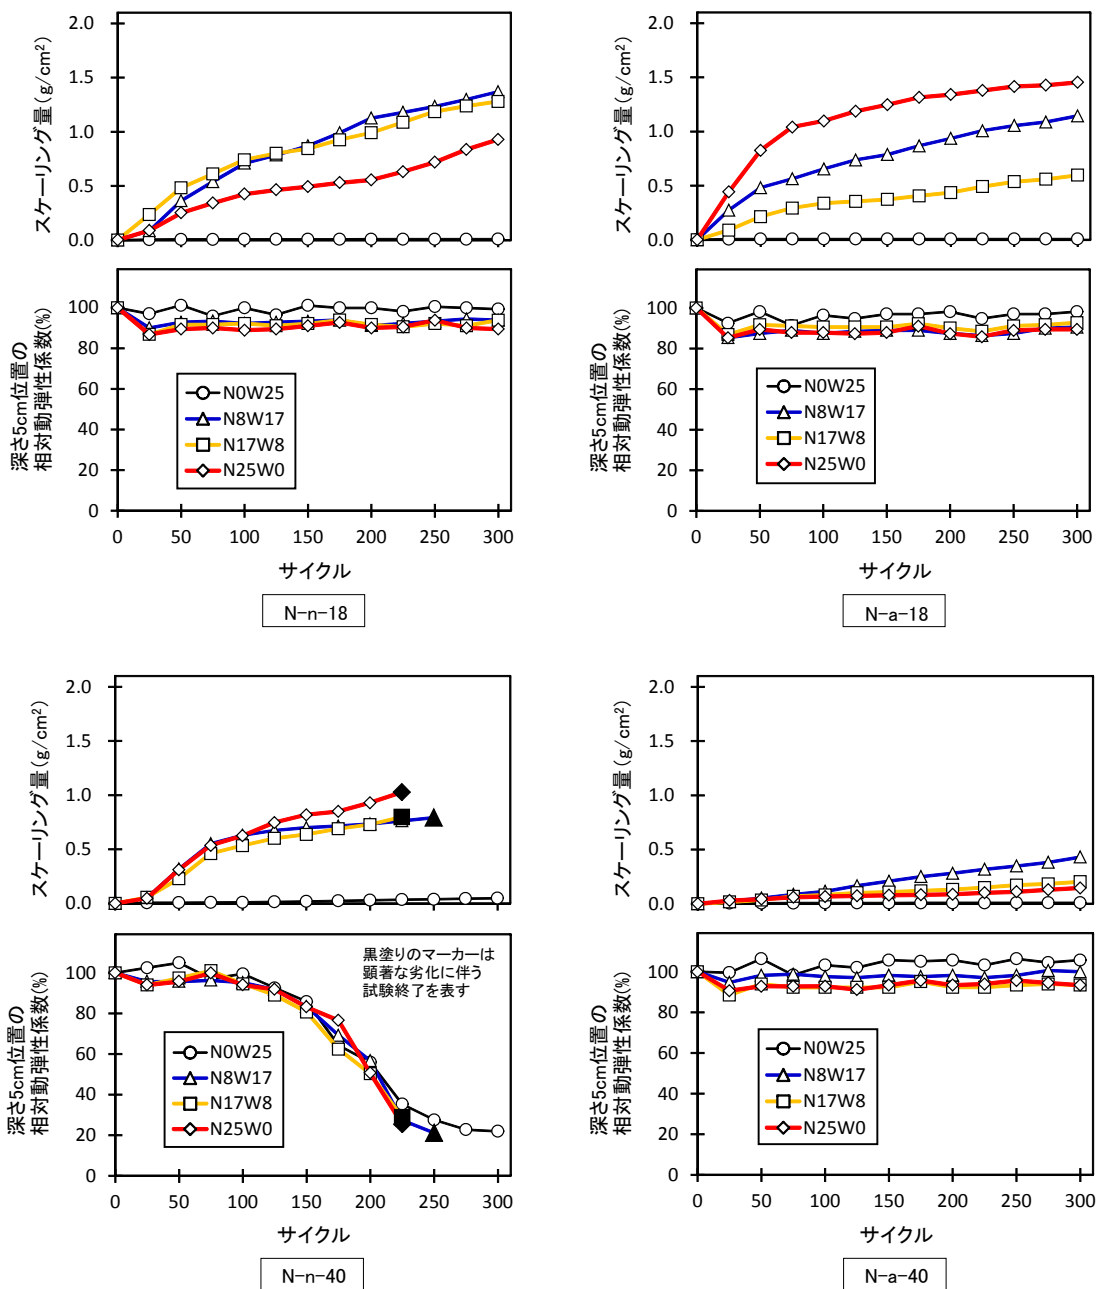 2.0
1.5
1.0
0.5
0.0
スケーリング量(g/cm²)
100
80
60
40
20
0
深さ5cm位置の
相対動弾性係数(%)
N0W25
N8W17
N17W8
N25W0
0 50 100 150 200 250 300
サイクル
N-n-18
2.0
1.5
1.0
0.5
0.0
スケーリング量(g/cm²)
100
80
60
40
20
0
深さ5cm位置の
相対動弾性係数(%)
N0W25
N8W17
N17W8
N25W0
0 50 100 150 200 250 300
サイクル
N-a-18
2.0
1.5
1.0
0.5
0.0
スケーリング量(g/cm²)
100
80
60
40
20
0
深さ5cm位置の
相対動弾性係数(%)
黒塗りのマーカーは
顕著な劣化に伴う
試験終了を表す
N0W25
N8W17
N17W8
N25W0
0 50 100 150 200 250 300
サイクル
N-n-40
2.0
1.5
1.0
0.5
0.0
スケーリング量(g/cm²)
100
80
60
40
20
0
深さ5cm位置の
相対動弾性係数(%)
N0W25
N8W17
N17W8
N25W0
0 50 100 150 200 250 300
サイクル
N-a-40